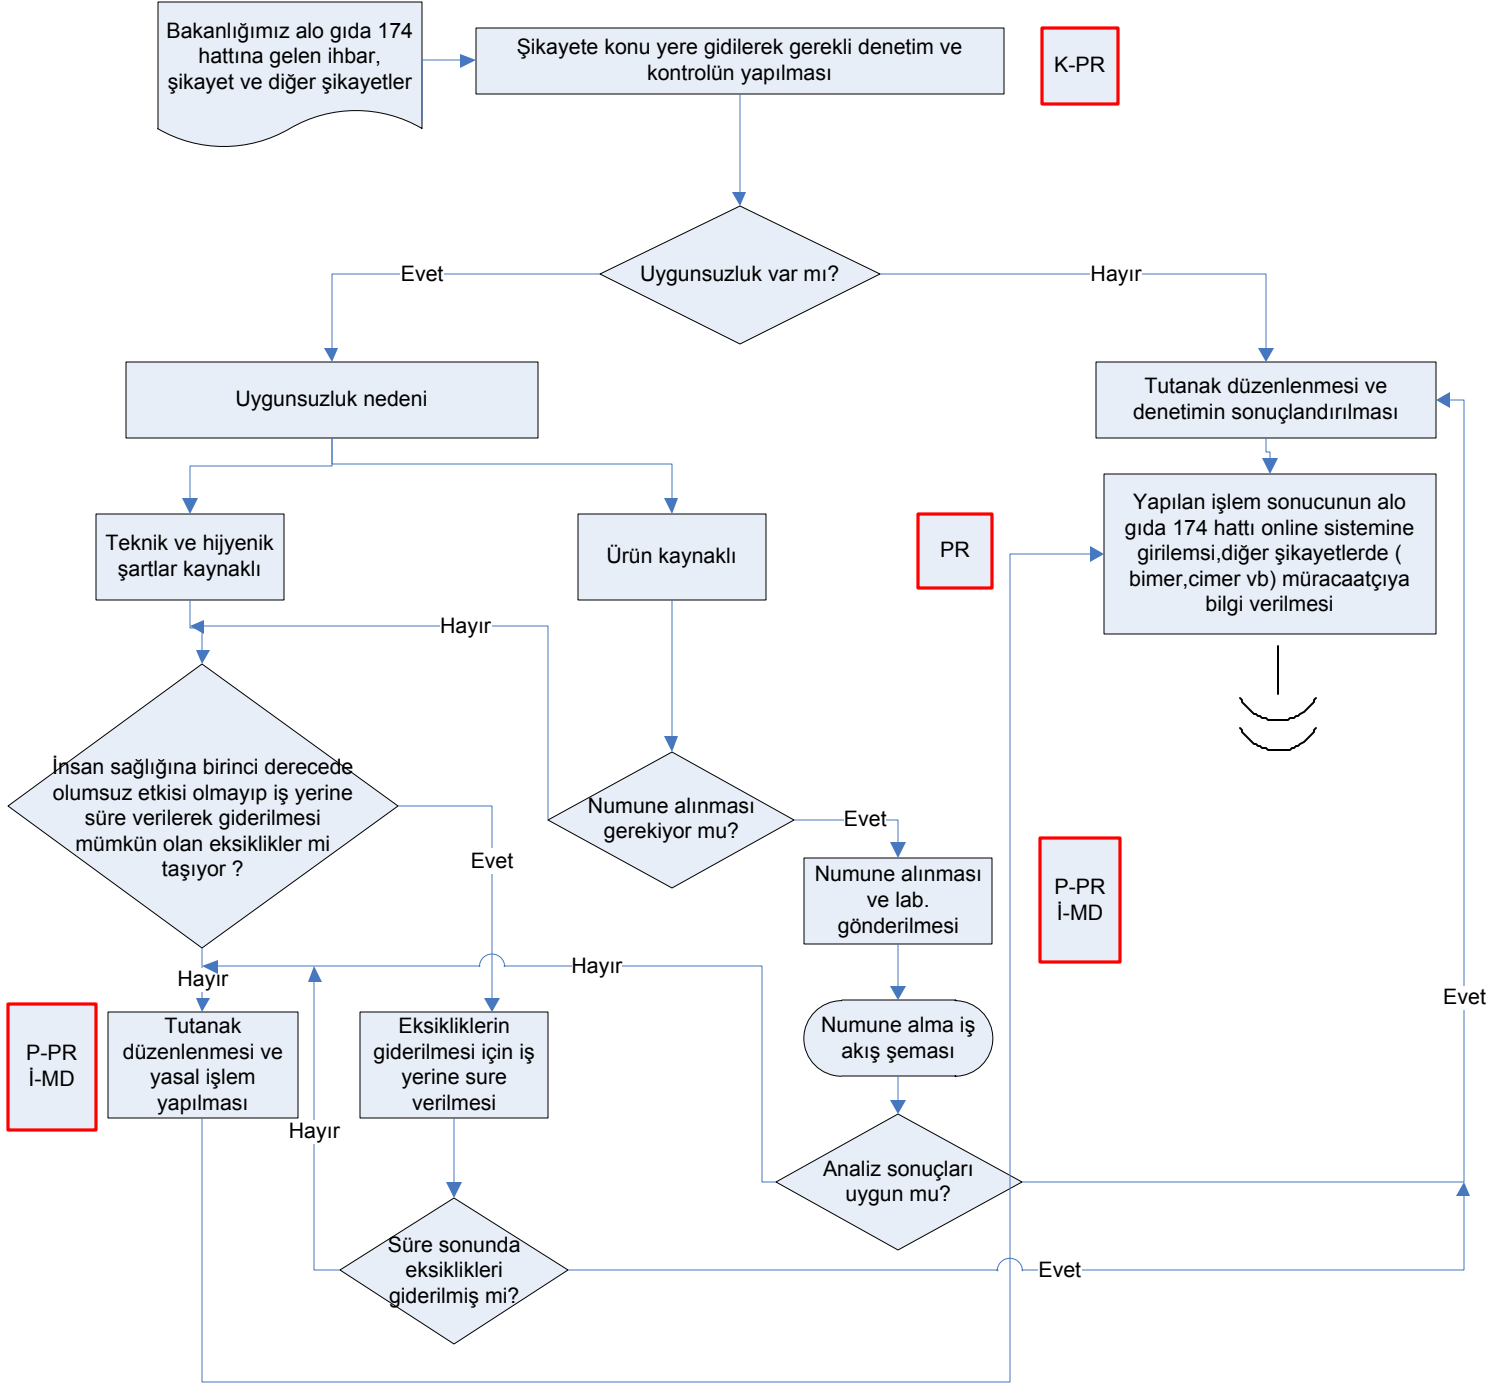 Bakanlığımız alo gıda 174
hattına gelen ihbar,
şikayet ve diğer şikayetler
Şikayete konu yere gidilerek gerekli denetim ve
kontrolün yapılması
K-PR
Uygunsuzluk var mı?
Evet
Hayır
Uygunsuzluk nedeni
Tutanak düzenlenmesi ve
denetimin sonuçlandırılması
Teknik ve hijyenik
şartlar kaynaklı
Ürün kaynaklı
PR
Yapılan işlem sonucunun alo
gıda 174 hattı online sistemine
girilemsi,diğer şikayetlerde (
bimer,cimer vb) müracaatçıya
bilgi verilmesi
Hayır
İnsan sağlığına birinci derecede
olumsuz etkisi olmayıp iş yerine
süre verilerek giderilmesi
mümkün olan eksiklikler mi
taşıyor ?
Evet
Numune alınması
gerekiyor mu?
Evet
Numune alınması
ve lab.
gönderilmesi
P-PR
İ-MD
Hayır
Hayır
Evet
P-PR
İ-MD
Tutanak
düzenlenmesi ve
yasal işlem
yapılması
Eksikliklerin
giderilmesi için iş
yerine sure
verilmesi
Numune alma iş
akış şeması
Hayır
Analiz sonuçları
uygun mu?
Süre sonunda
eksiklikleri
giderilmiş mi?
Evet